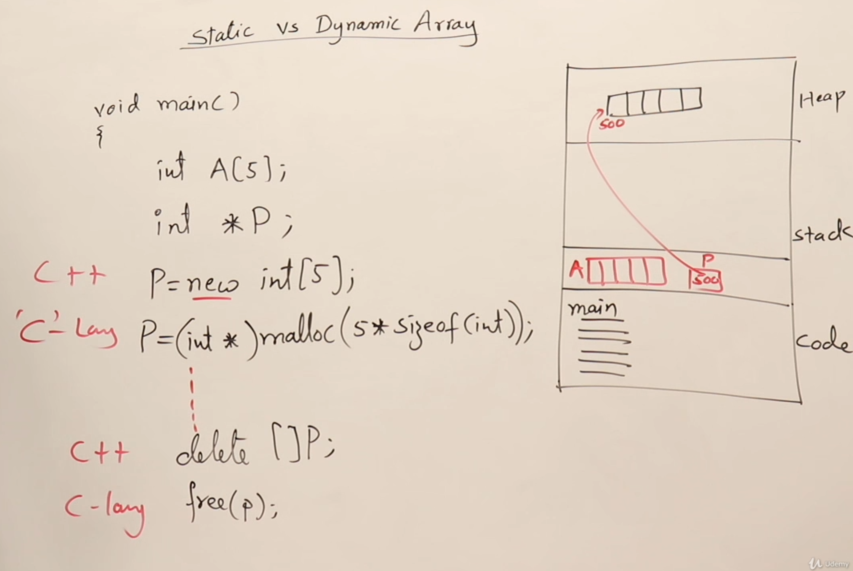 Static vs Dynamic Array
void main()
{
int A[5];
int *P;
C++ P=new int[5];
'C'-Lang P=(int *)malloc(5*sizeof(int));
C++ delete []P;
C-lang free(p);
Heap
500
Stack
A
P
500
main
Code
Udemy